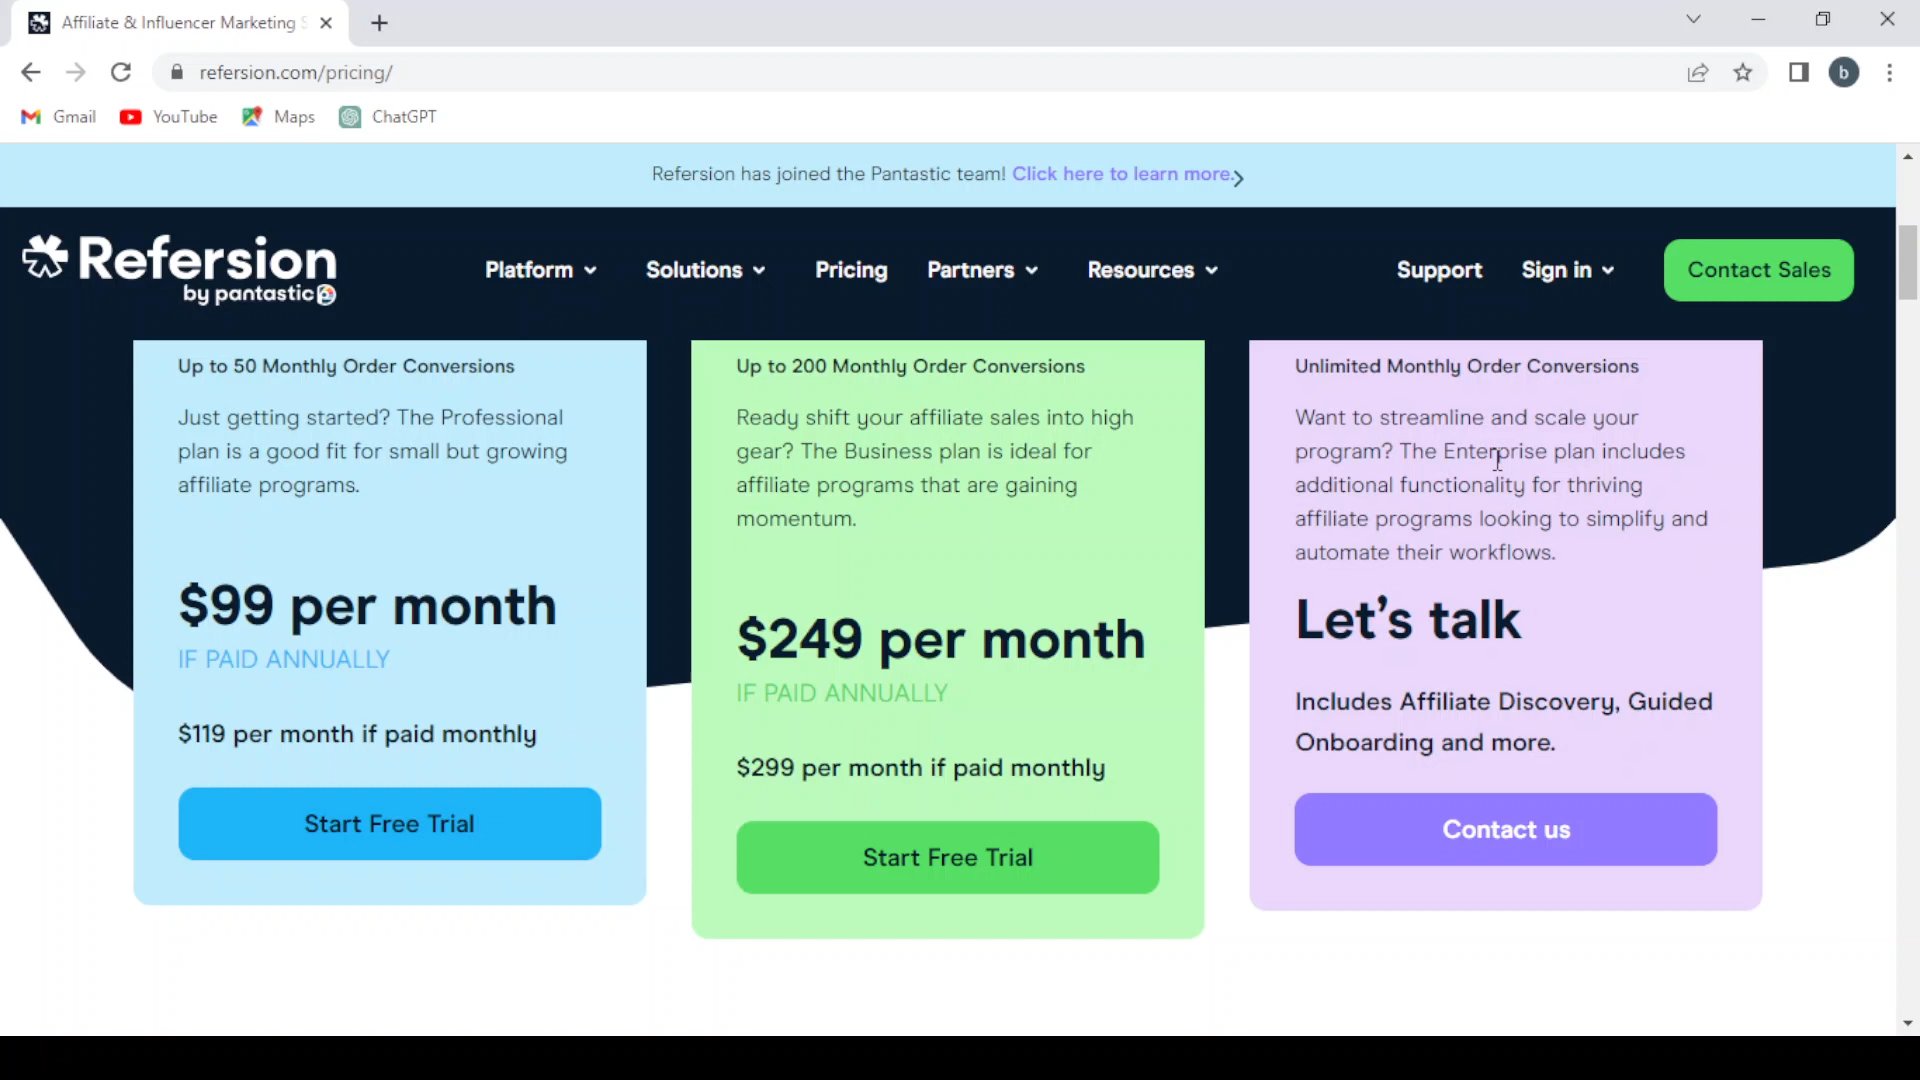 Affiliate & Influencer Marketing S
refersion.com/pricing/
b
Gmail
YouTube
Maps
ChatGPT
Refersion has joined the Pantastic team! Click here to learn more.
Refersion
by pantastic
Platform
Solutions
Pricing
Partners
Resources
Support
Sign in
Contact Sales
Up to 50 Monthly Order Conversions
Just getting started? The Professional
plan is a good fit for small but growing
affiliate programs.
$99 per month
IF PAID ANNUALLY
$119 per month if paid monthly
Start Free Trial
Up to 200 Monthly Order Conversions
Ready shift your affiliate sales into high
gear? The Business plan is ideal for
affiliate programs that are gaining
momentum.
$249 per month
IF PAID ANNUALLY
$299 per month if paid monthly
Start Free Trial
Unlimited Monthly Order Conversions
Want to streamline and scale your
program? The Enterprise plan includes
additional functionality for thriving
affiliate programs looking to simplify and
automate their workflows.
Let's talk
Includes Affiliate Discovery, Guided
Onboarding and more.
Contact us